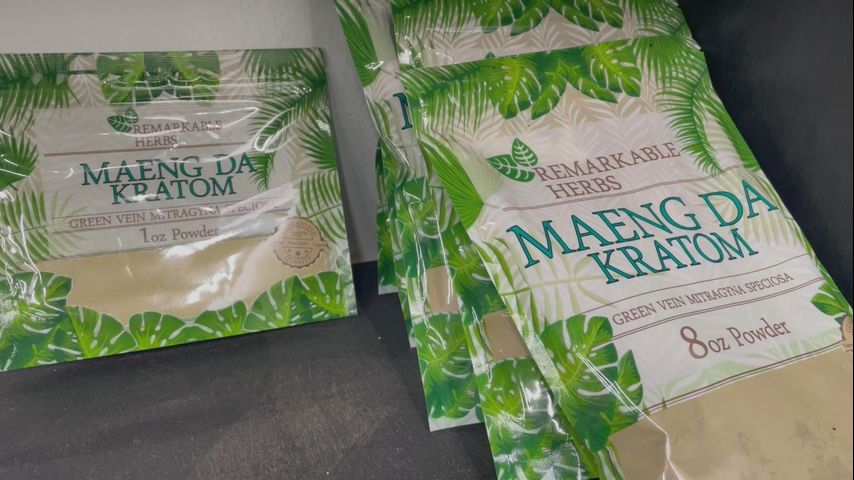 REMARKABLE
HERBS
MAENG DA
KRATOM
GREEN VEIN MITRAGYNA SPECIOSA
1oz Powder
100%
M
REMARKABLE
HERBS
MAENG DA
KRATOM
GREEN VEIN MITRAGYNA SPECIOSA
8oz Powder